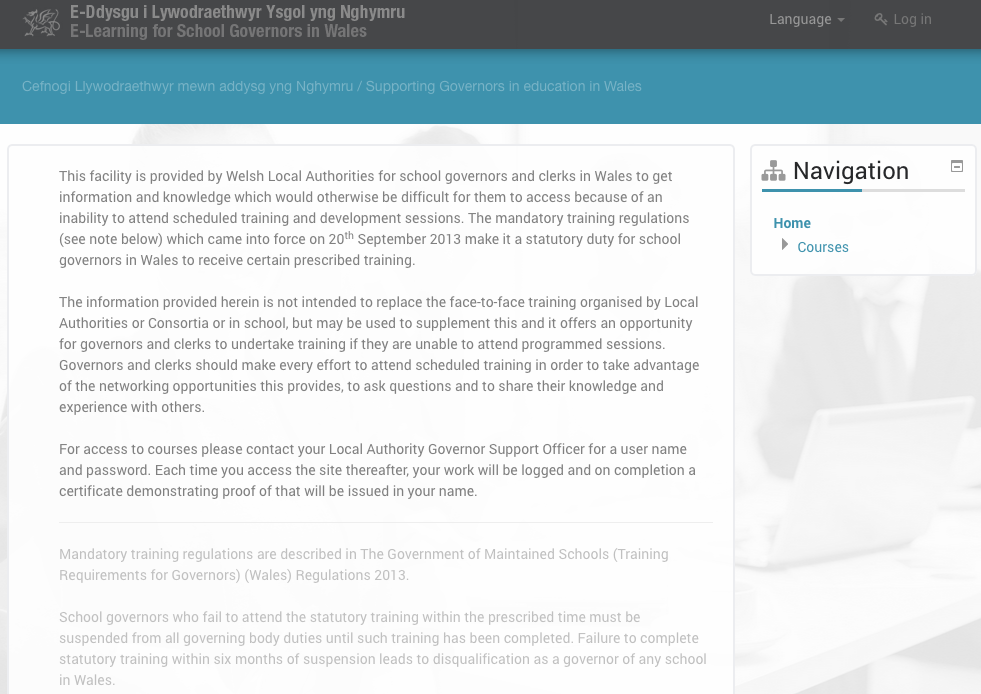 E-Ddysgu i Lywodraethwyr Ysgol yng Nghymru
E-Learning for School Governors in Wales
Language
Log in
Cefnogi Llywodraethwyr mewn addysg yng Nghymru / Supporting Governors in education in Wales
This facility is provided by Welsh Local Authorities for school governors and clerks in Wales to get
information and knowledge which would otherwise be difficult for them to access because of an
inability to attend scheduled training and development sessions. The mandatory training regulations
(see note below) which came into force on 20th September 2013 make it a statutory duty for school
governors in Wales to receive certain prescribed training.
The information provided herein is not intended to replace the face-to-face training organised by Local
Authorities or Consortia or in school, but may be used to supplement this and it offers an opportunity
for governors and clerks to undertake training if they are unable to attend programmed sessions.
Governors and clerks should make every effort to attend scheduled training in order to take advantage
of the networking opportunities this provides, to ask questions and to share their knowledge and
experience with others.
For access to courses please contact your Local Authority Governor Support Officer for a user name
and password. Each time you access the site thereafter, your work will be logged and on completion a
certificate demonstrating proof of that will be issued in your name.
Mandatory training regulations are described in The Government of Maintained Schools (Training
Requirements for Governors) (Wales) Regulations 2013.
School governors who fail to attend the statutory training within the prescribed time must be
suspended from all governing body duties until such training has been completed. Failure to complete
statutory training within six months of suspension leads to disqualification as a governor of any school
in Wales.
Navigation
Home
Courses